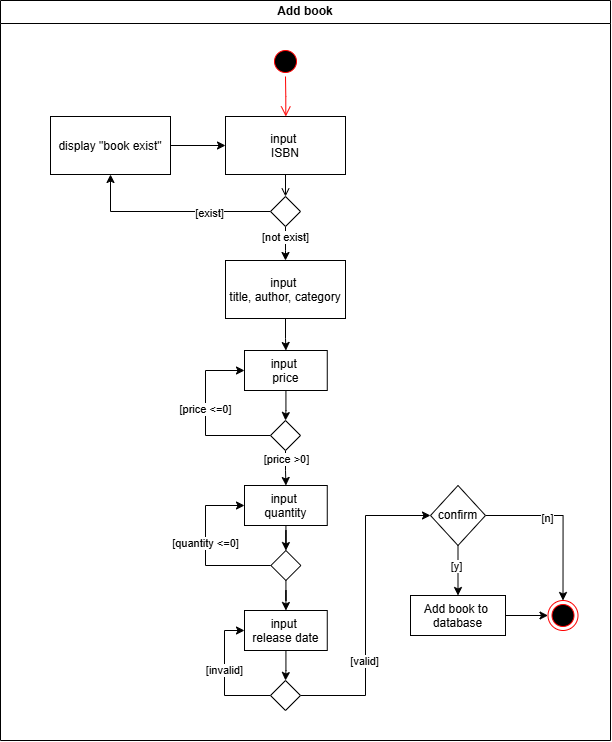 Add book
input
ISBN
display "book exist"
[exist]
[not exist]
input
title, author, category
input
price
[price <=0]
[price >0]
input
quantity
[quantity <=0]
input
release date
[invalid]
[valid]
confirm
[n]
[y]
Add book to
database